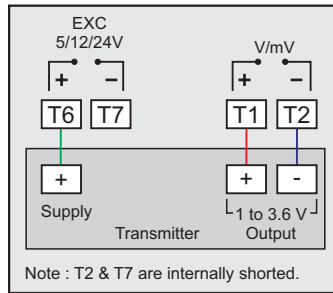 EXC
5/12/24V
V/mV
+ − + −
T6 T7 T1 T2
+ + -
Supply 1 to 3.6 V
Transmitter Output
Note : T2 & T7 are internally shorted.